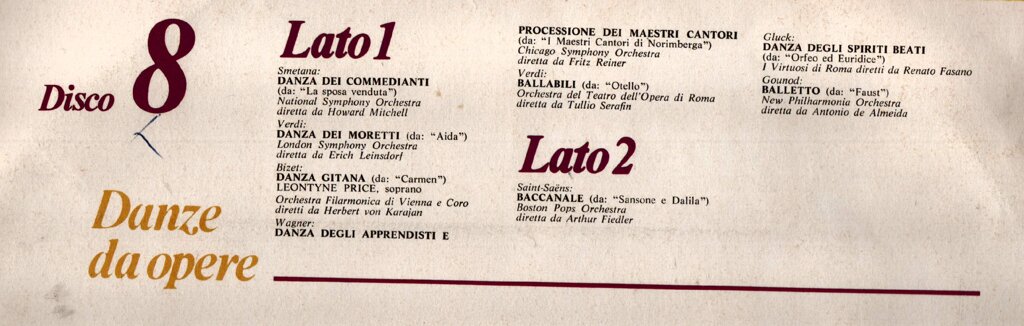 Disco 8
Danze
da opere
Lato 1
Smetana:
DANZA DEI COMMEDIANTI
(da: "La sposa venduta")
National Symphony Orchestra
diretta da Howard Mitchell
Verdi:
DANZA DEI MORETTI (da: "Aida")
London Symphony Orchestra
diretta da Erich Leinsdorf
Bizet:
DANZA GITANA (da: "Carmen")
LEONTYNE PRICE, soprano
Orchestra Filarmonica di Vienna e Coro
diretti da Herbert von Karajan
Wagner:
DANZA DEGLI APPRENDISTI E
PROCESSIONE DEI MAESTRI CANTORI
(da: "I Maestri Cantori di Norimberga")
Chicago Symphony Orchestra
diretta da Fritz Reiner
Verdi:
BALLABILI (da: "Otello")
Orchestra del Teatro dell'Opera di Roma
diretta da Tullio Serafin
Lato 2
Saint-Saëns:
BACCANALE (da: "Sansone e Dalila")
Boston Pops Orchestra
diretta da Arthur Fiedler
Gluck:
DANZA DEGLI SPIRITI BEATI
(da: "Orfeo ed Euridice")
I Virtuosi di Roma diretti da Renato Fasano
Gounod:
BALLETTO (da: "Faust")
New Philharmonia Orchestra
diretta da Antonio de Almeida